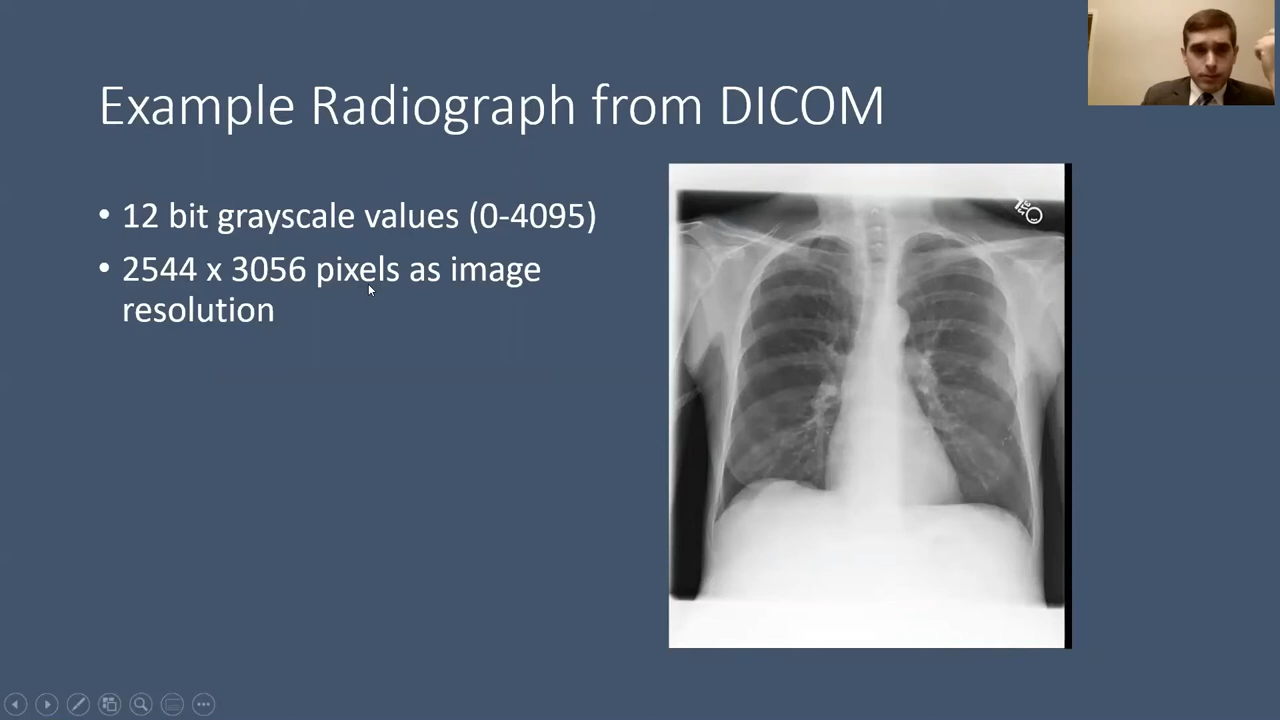 Example Radiograph from DICOM
• 12 bit grayscale values (0-4095)
• 2544 x 3056 pixels as image
resolution